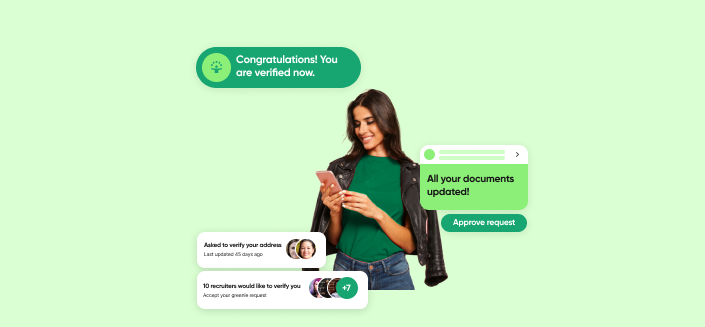 Congratulations! You
are verified now.
All your documents
updated!
Approve request
Asked to verify your address
Last updated 45 days ago
10 recruiters would like to verify you
Accept your greenie request
+7